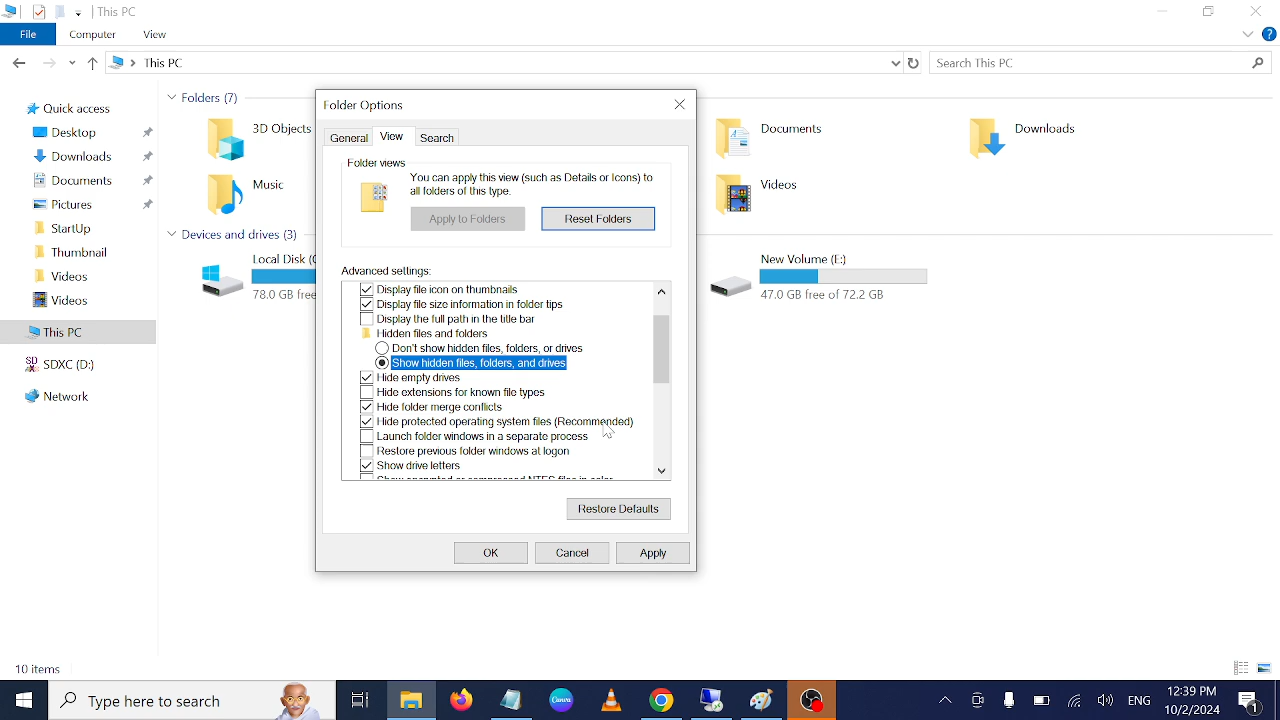 This PC
File
Computer
View
This PC
Search This PC
Quick access
Desktop
Downloads
Documents
Pictures
StartUp
Thumbnail
Videos
Videos
This PC
SDXC (D:)
Network
Folders (7)
3D Objects
Documents
Downloads
Music
Videos
Devices and drives (3)
Local Disk (
78.0 GB free
New Volume (E:)
47.0 GB free of 72.2 GB
Folder Options
General
View
Search
Folder views
You can apply this view (such as Details or Icons) to
all folders of this type.
Apply to Folders
Reset Folders
Advanced settings:
Display file icon on thumbnails
Display file size information in folder tips
Display the full path in the title bar
Hidden files and folders
Don't show hidden files, folders, or drives
Show hidden files, folders, and drives
Hide empty drives
Hide extensions for known file types
Hide folder merge conflicts
Hide protected operating system files (Recommended)
Launch folder windows in a separate process
Restore previous folder windows at logon
Show drive letters
Show encrypted or compressed NTFS files in color
Restore Defaults
OK
Cancel
Apply
10 items
Type here to search
ENG
12:39 PM
10/2/2024
1